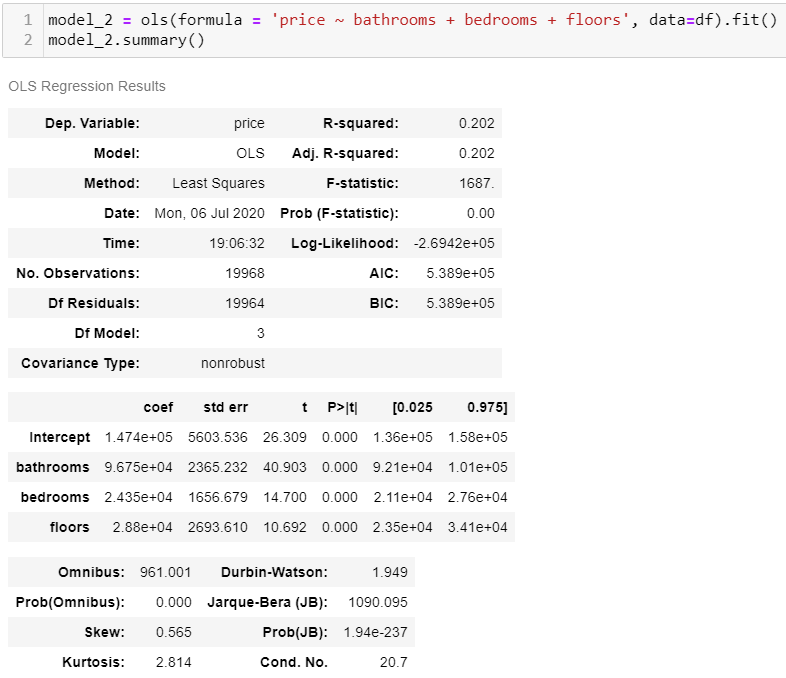 1 model_2 = ols(formula = 'price ~ bathrooms + bedrooms + floors', data=df).fit()
2 model_2.summary()
OLS Regression Results
Dep. Variable: price R-squared: 0.202
Model: OLS Adj. R-squared: 0.202
Method: Least Squares F-statistic: 1687.
Date: Mon, 06 Jul 2020 Prob (F-statistic): 0.00
Time: 19:06:32 Log-Likelihood: -2.6942e+05
No. Observations: 19968 AIC: 5.389e+05
Df Residuals: 19964 BIC: 5.389e+05
Df Model: 3
Covariance Type: nonrobust
coef std err t P>|t| [0.025 0.975]
Intercept 1.474e+05 5603.536 26.309 0.000 1.36e+05 1.58e+05
bathrooms 9.675e+04 2365.232 40.903 0.000 9.21e+04 1.01e+05
bedrooms 2.435e+04 1656.679 14.700 0.000 2.11e+04 2.76e+04
floors 2.88e+04 2693.610 10.692 0.000 2.35e+04 3.41e+04
Omnibus: 961.001 Durbin-Watson: 1.949
Prob(Omnibus): 0.000 Jarque-Bera (JB): 1090.095
Skew: 0.565 Prob(JB): 1.94e-237
Kurtosis: 2.814 Cond. No. 20.7